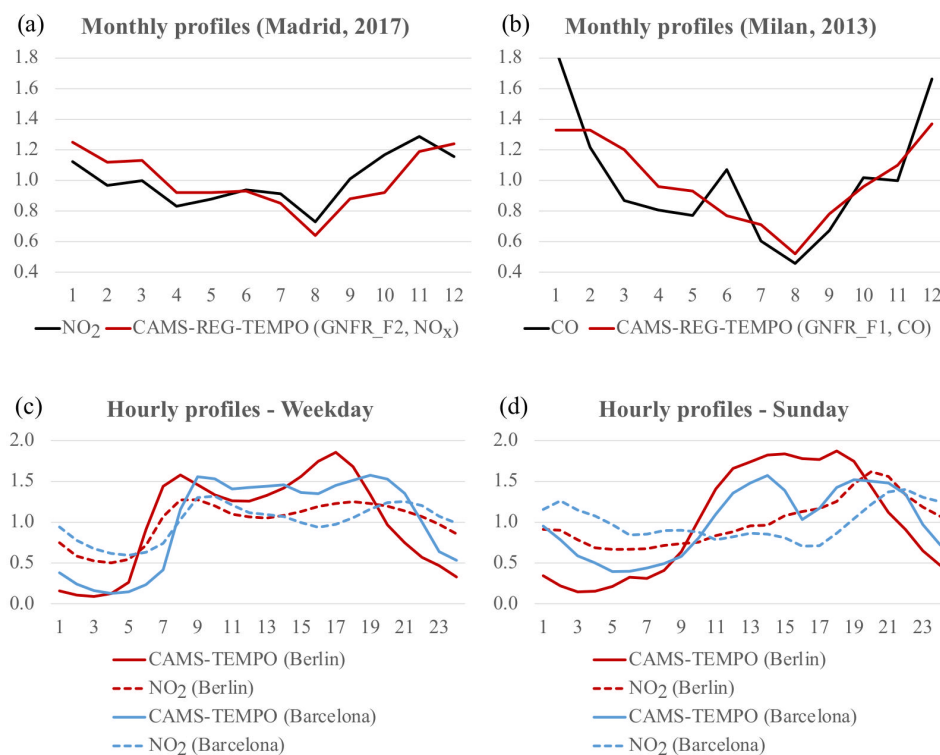 (a) Monthly profiles (Madrid, 2017)
1.8
1.6
1.4
1.2
1.0
0.8
0.6
0.4
1 2 3 4 5 6 7 8 9 10 11 12
NO2 CAMS-REG-TEMPO (GNFR_F2, NOx)
(b) Monthly profiles (Milan, 2013)
1.8
1.6
1.4
1.2
1.0
0.8
0.6
0.4
1 2 3 4 5 6 7 8 9 10 11 12
CO CAMS-REG-TEMPO (GNFR_F1, CO)
(c) Hourly profiles - Weekday
2.0
1.5
1.0
0.5
0.0
1 3 5 7 9 11 13 15 17 19 21 23
CAMS-TEMPO (Berlin)
NO2 (Berlin)
CAMS-TEMPO (Barcelona)
NO2 (Barcelona)
(d) Hourly profiles - Sunday
2.0
1.5
1.0
0.5
0.0
1 3 5 7 9 11 13 15 17 19 21 23
CAMS-TEMPO (Berlin)
NO2 (Berlin)
CAMS-TEMPO (Barcelona)
NO2 (Barcelona)